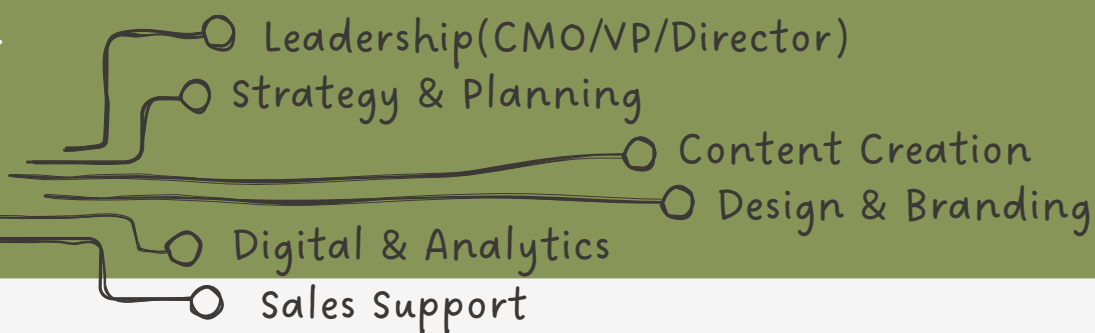 Leadership(CMO/VP/Director)
Strategy & Planning
Content Creation
Design & Branding
Digital & Analytics
Sales Support